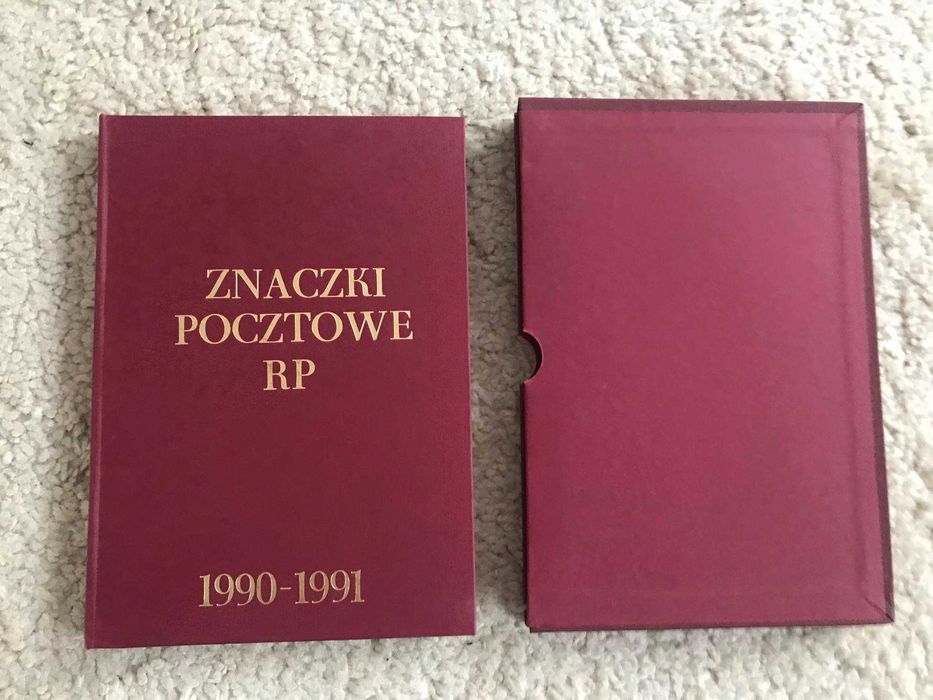 ZNACZKI
POCZTOWE
RP
1990-1991